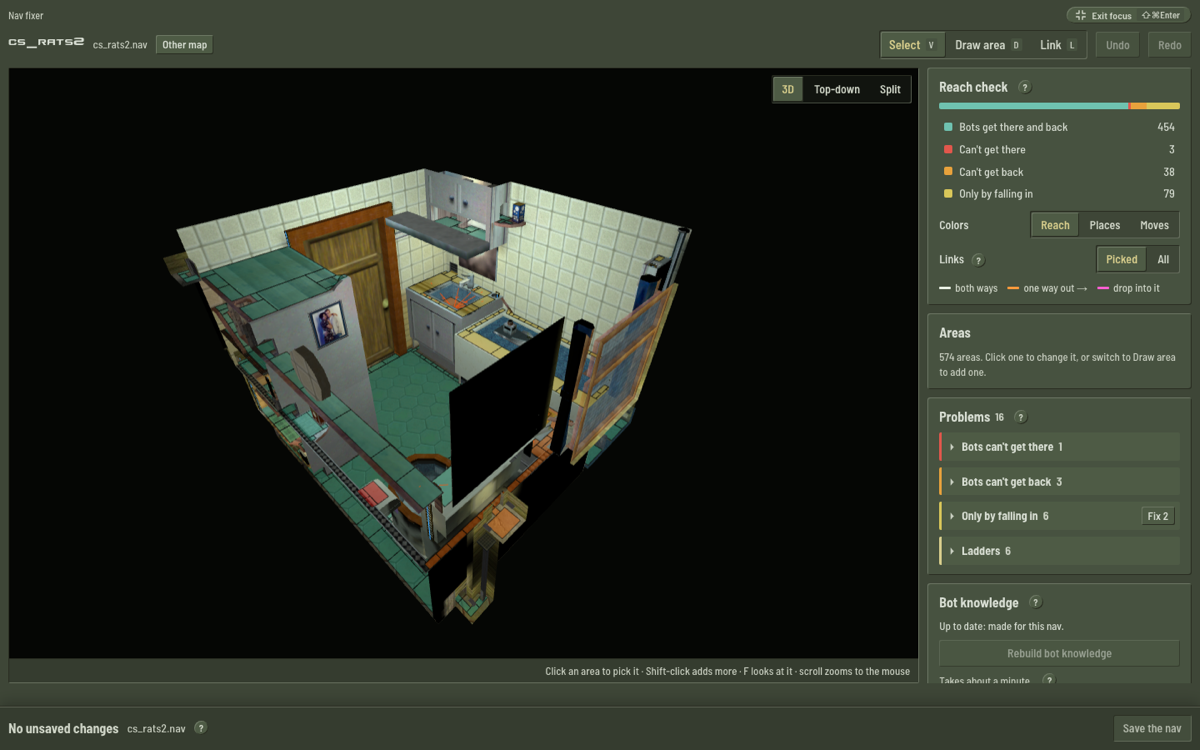 Nav fixer
Exit focus ⇧⌘Enter
cs_rats2 cs_rats2.nav Other map
Select V Draw area D Link L Undo Redo
3D Top-down Split
Reach check ?
Bots get there and back 454
Can't get there 3
Can't get back 38
Only by falling in 79
Colors Reach Places Moves
Links ? Picked All
both ways one way out → drop into it
Areas
574 areas. Click one to change it, or switch to Draw area
to add one.
Problems 16 ?
Bots can't get there 1
Bots can't get back 3
Only by falling in 6 Fix 2
Ladders 6
Bot knowledge ?
Up to date: made for this nav.
Rebuild bot knowledge
Takes about a minute. ?
Click an area to pick it · Shift-click adds more · F looks at it · scroll zooms to the mouse
No unsaved changes cs_rats2.nav ?
Save the nav